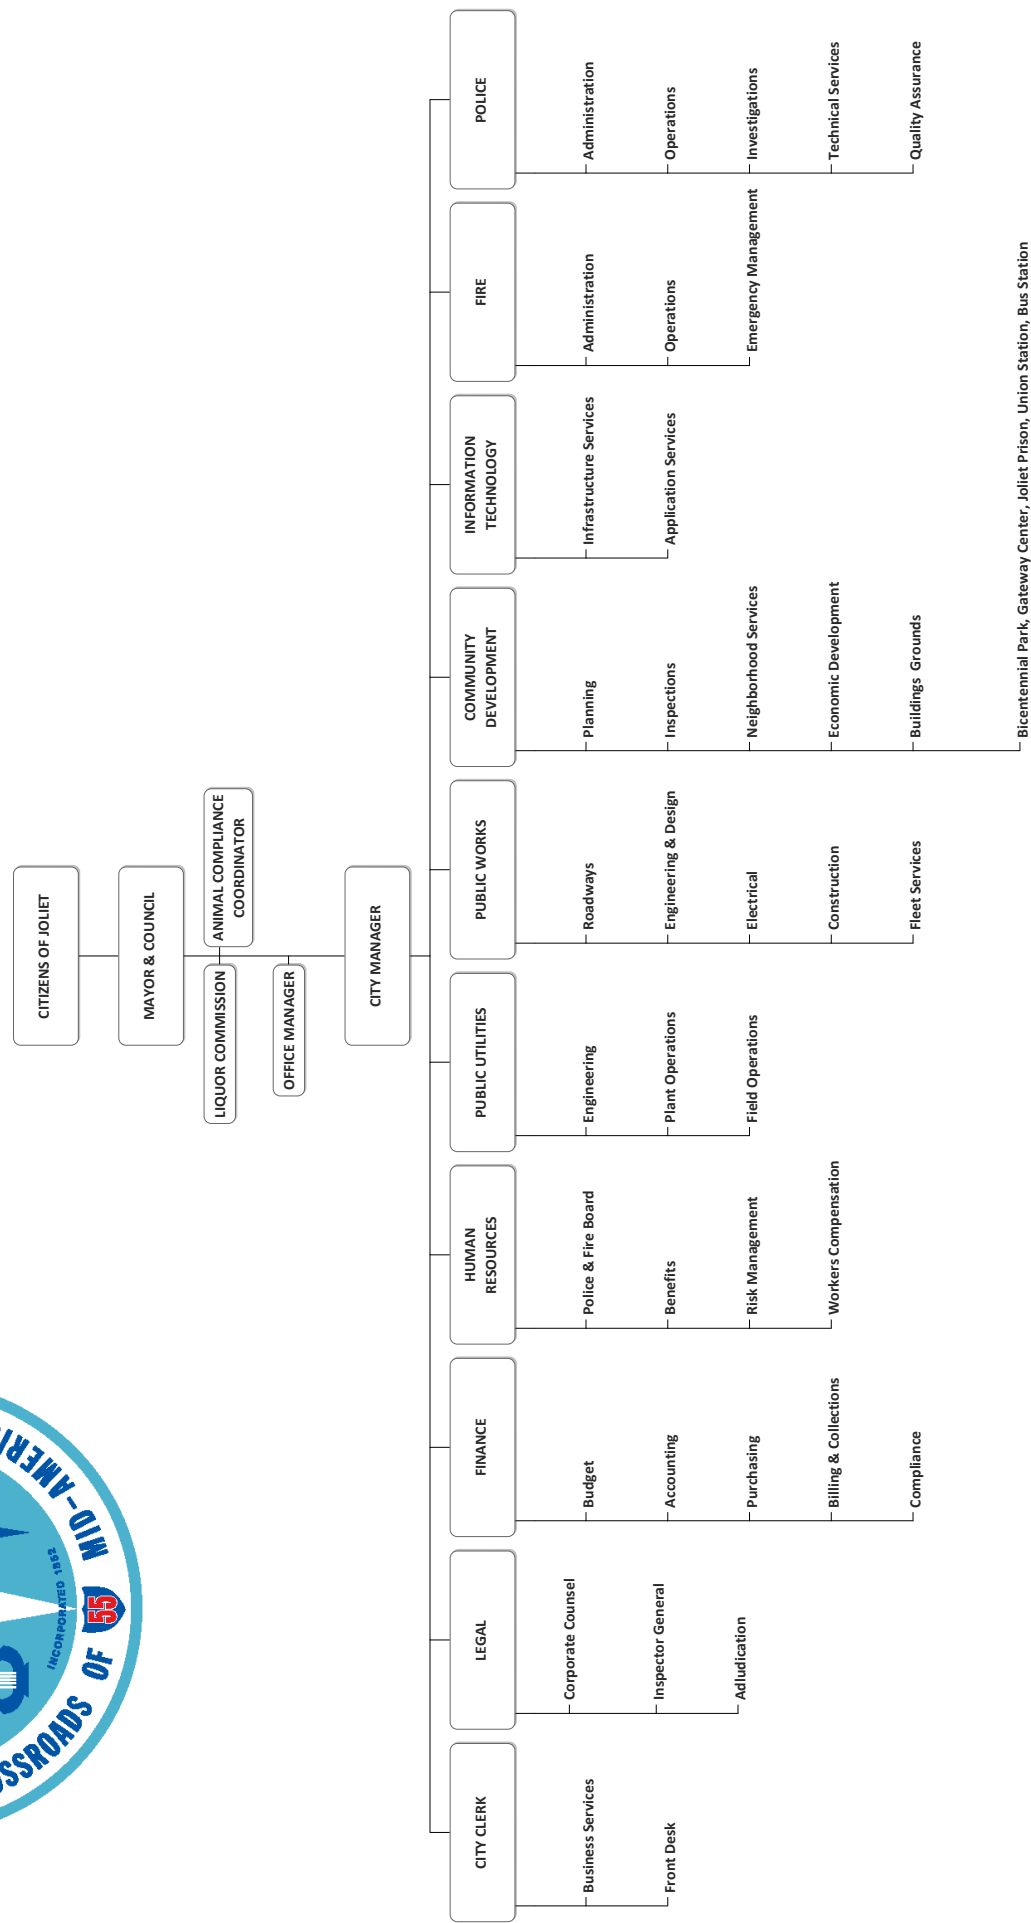 CITIZENS OF JOLIET
MAYOR & COUNCIL
LIQUOR COMMISSION
ANIMAL COMPLIANCE
COORDINATOR
OFFICE MANAGER
CITY MANAGER
CITY CLERK
Business Services
Front Desk
LEGAL
Corporate Counsel
Inspector General
Adludication
FINANCE
Budget
Accounting
Purchasing
Billing & Collections
Compliance
HUMAN
RESOURCES
Police & Fire Board
Benefits
Risk Management
Workers Compensation
PUBLIC UTILITIES
Engineering
Plant Operations
Field Operations
PUBLIC WORKS
Roadways
Engineering & Design
Electrical
Construction
Fleet Services
COMMUNITY
DEVELOPMENT
Planning
Inspections
Neighborhood Services
Economic Development
Buildings Grounds
Bicentennial Park, Gateway Center, Joliet Prison, Union Station, Bus Station
INFORMATION
TECHNOLOGY
Infrastructure Services
Application Services
FIRE
Administration
Operations
Emergency Management
POLICE
Administration
Operations
Investigations
Technical Services
Quality Assurance
INCORPORATED 1852
OF 55 MID-